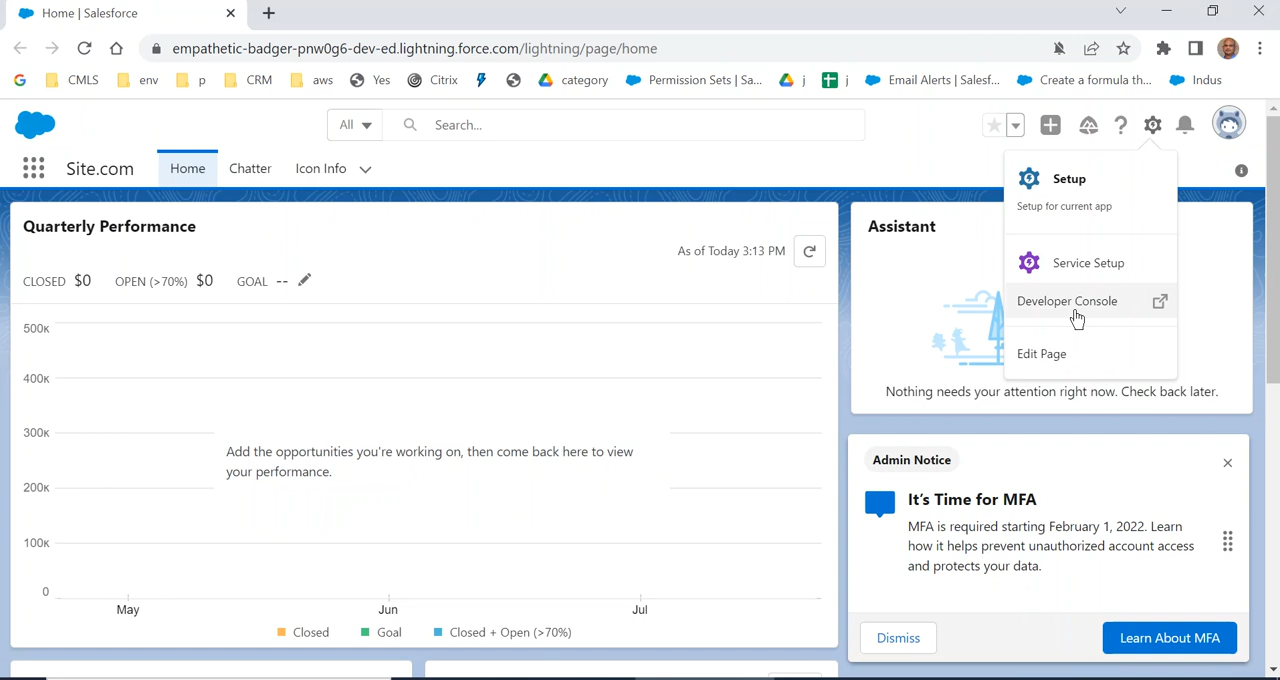 Home | Salesforce
empathetic-badger-pnw0g6-dev-ed.lightning.force.com/lightning/page/home
CMLS env p CRM aws Yes Citrix category Permission Sets | Sa... j j Email Alerts | Salesf... Create a formula th... Indus
All Search...
Site.com Home Chatter Icon Info
Setup
Setup for current app
Service Setup
Developer Console
Edit Page
Quarterly Performance
As of Today 3:13 PM
CLOSED $0 OPEN (>70%) $0 GOAL --
500K
400K
300K
200K
100K
0
Add the opportunities you're working on, then come back here to view
your performance.
May Jun Jul
Closed Goal Closed + Open (>70%)
Assistant
Nothing needs your attention right now. Check back later.
Admin Notice
It's Time for MFA
MFA is required starting February 1, 2022. Learn
how it helps prevent unauthorized account access
and protects your data.
Dismiss Learn About MFA